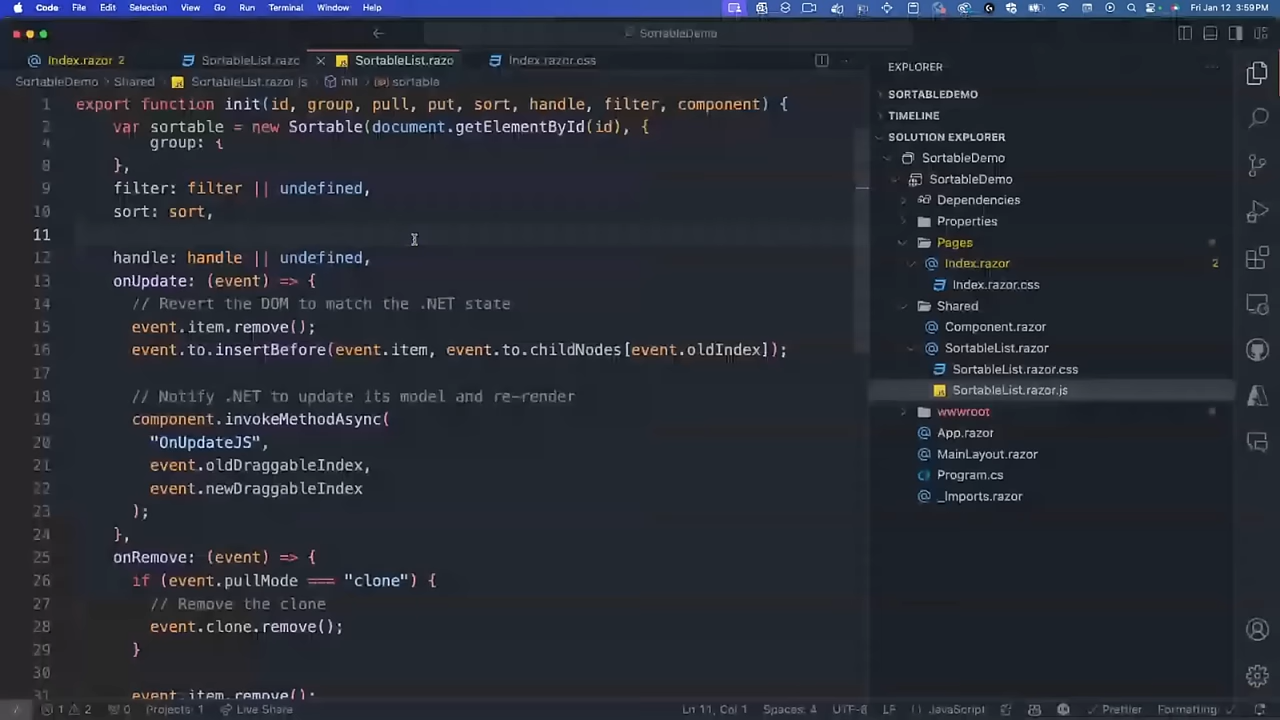 Code File Edit Selection View Go Run Terminal Window Help Fri Jan 12 3:59PM
SortableDemo
Index.razor 2 SortableList.razo SortableList.razo Index.razor.css
SortableDemo > Shared > SortableList.razor.js > init > sortable
1 export function init(id, group, pull, put, sort, handle, filter, component) {
2 var sortable = new Sortable(document.getElementById(id), {
4 group: {
8 },
9 filter: filter || undefined,
10 sort: sort,
11
12 handle: handle || undefined,
13 onUpdate: (event) => {
14 // Revert the DOM to match the .NET state
15 event.item.remove();
16 event.to.insertBefore(event.item, event.to.childNodes[event.oldIndex]);
17
18 // Notify .NET to update its model and re-render
19 component.invokeMethodAsync(
20 "OnUpdateJS",
21 event.oldDraggableIndex,
22 event.newDraggableIndex
23 );
24 },
25 onRemove: (event) => {
26 if (event.pullMode === "clone") {
27 // Remove the clone
28 event.clone.remove();
29 }
30
31 event.item.remove();
EXPLORER
SORTABLEDEMO
TIMELINE
SOLUTION EXPLORER
SortableDemo
SortableDemo
Dependencies
Properties
Pages
Index.razor 2
Index.razor.css
Shared
Component.razor
SortableList.razor
SortableList.razor.css
SortableList.razor.js
wwwroot
App.razor
MainLayout.razor
Program.cs
_Imports.razor
1 2 0 Projects: 1 Live Share Ln 11, Col 1 Spaces: 4 UTF-8 LF {} JavaScript Prettier Formatting